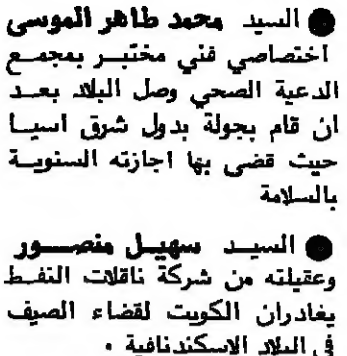 ● السيد محمد طاهر الموسى
اختصاصي فني مختبر بمجمع
الدعية الصحي وصل البلاد بعد
ان قام بجولة بدول شرق اسيا
حيث قضى بها اجازته السنوية
بالسلامة
● السيد سهيل منصور
وعقيلته من شركة ناقلات النفط
يغادران الكويت لقضاء الصيف
في البلاد الاسكندنافية .